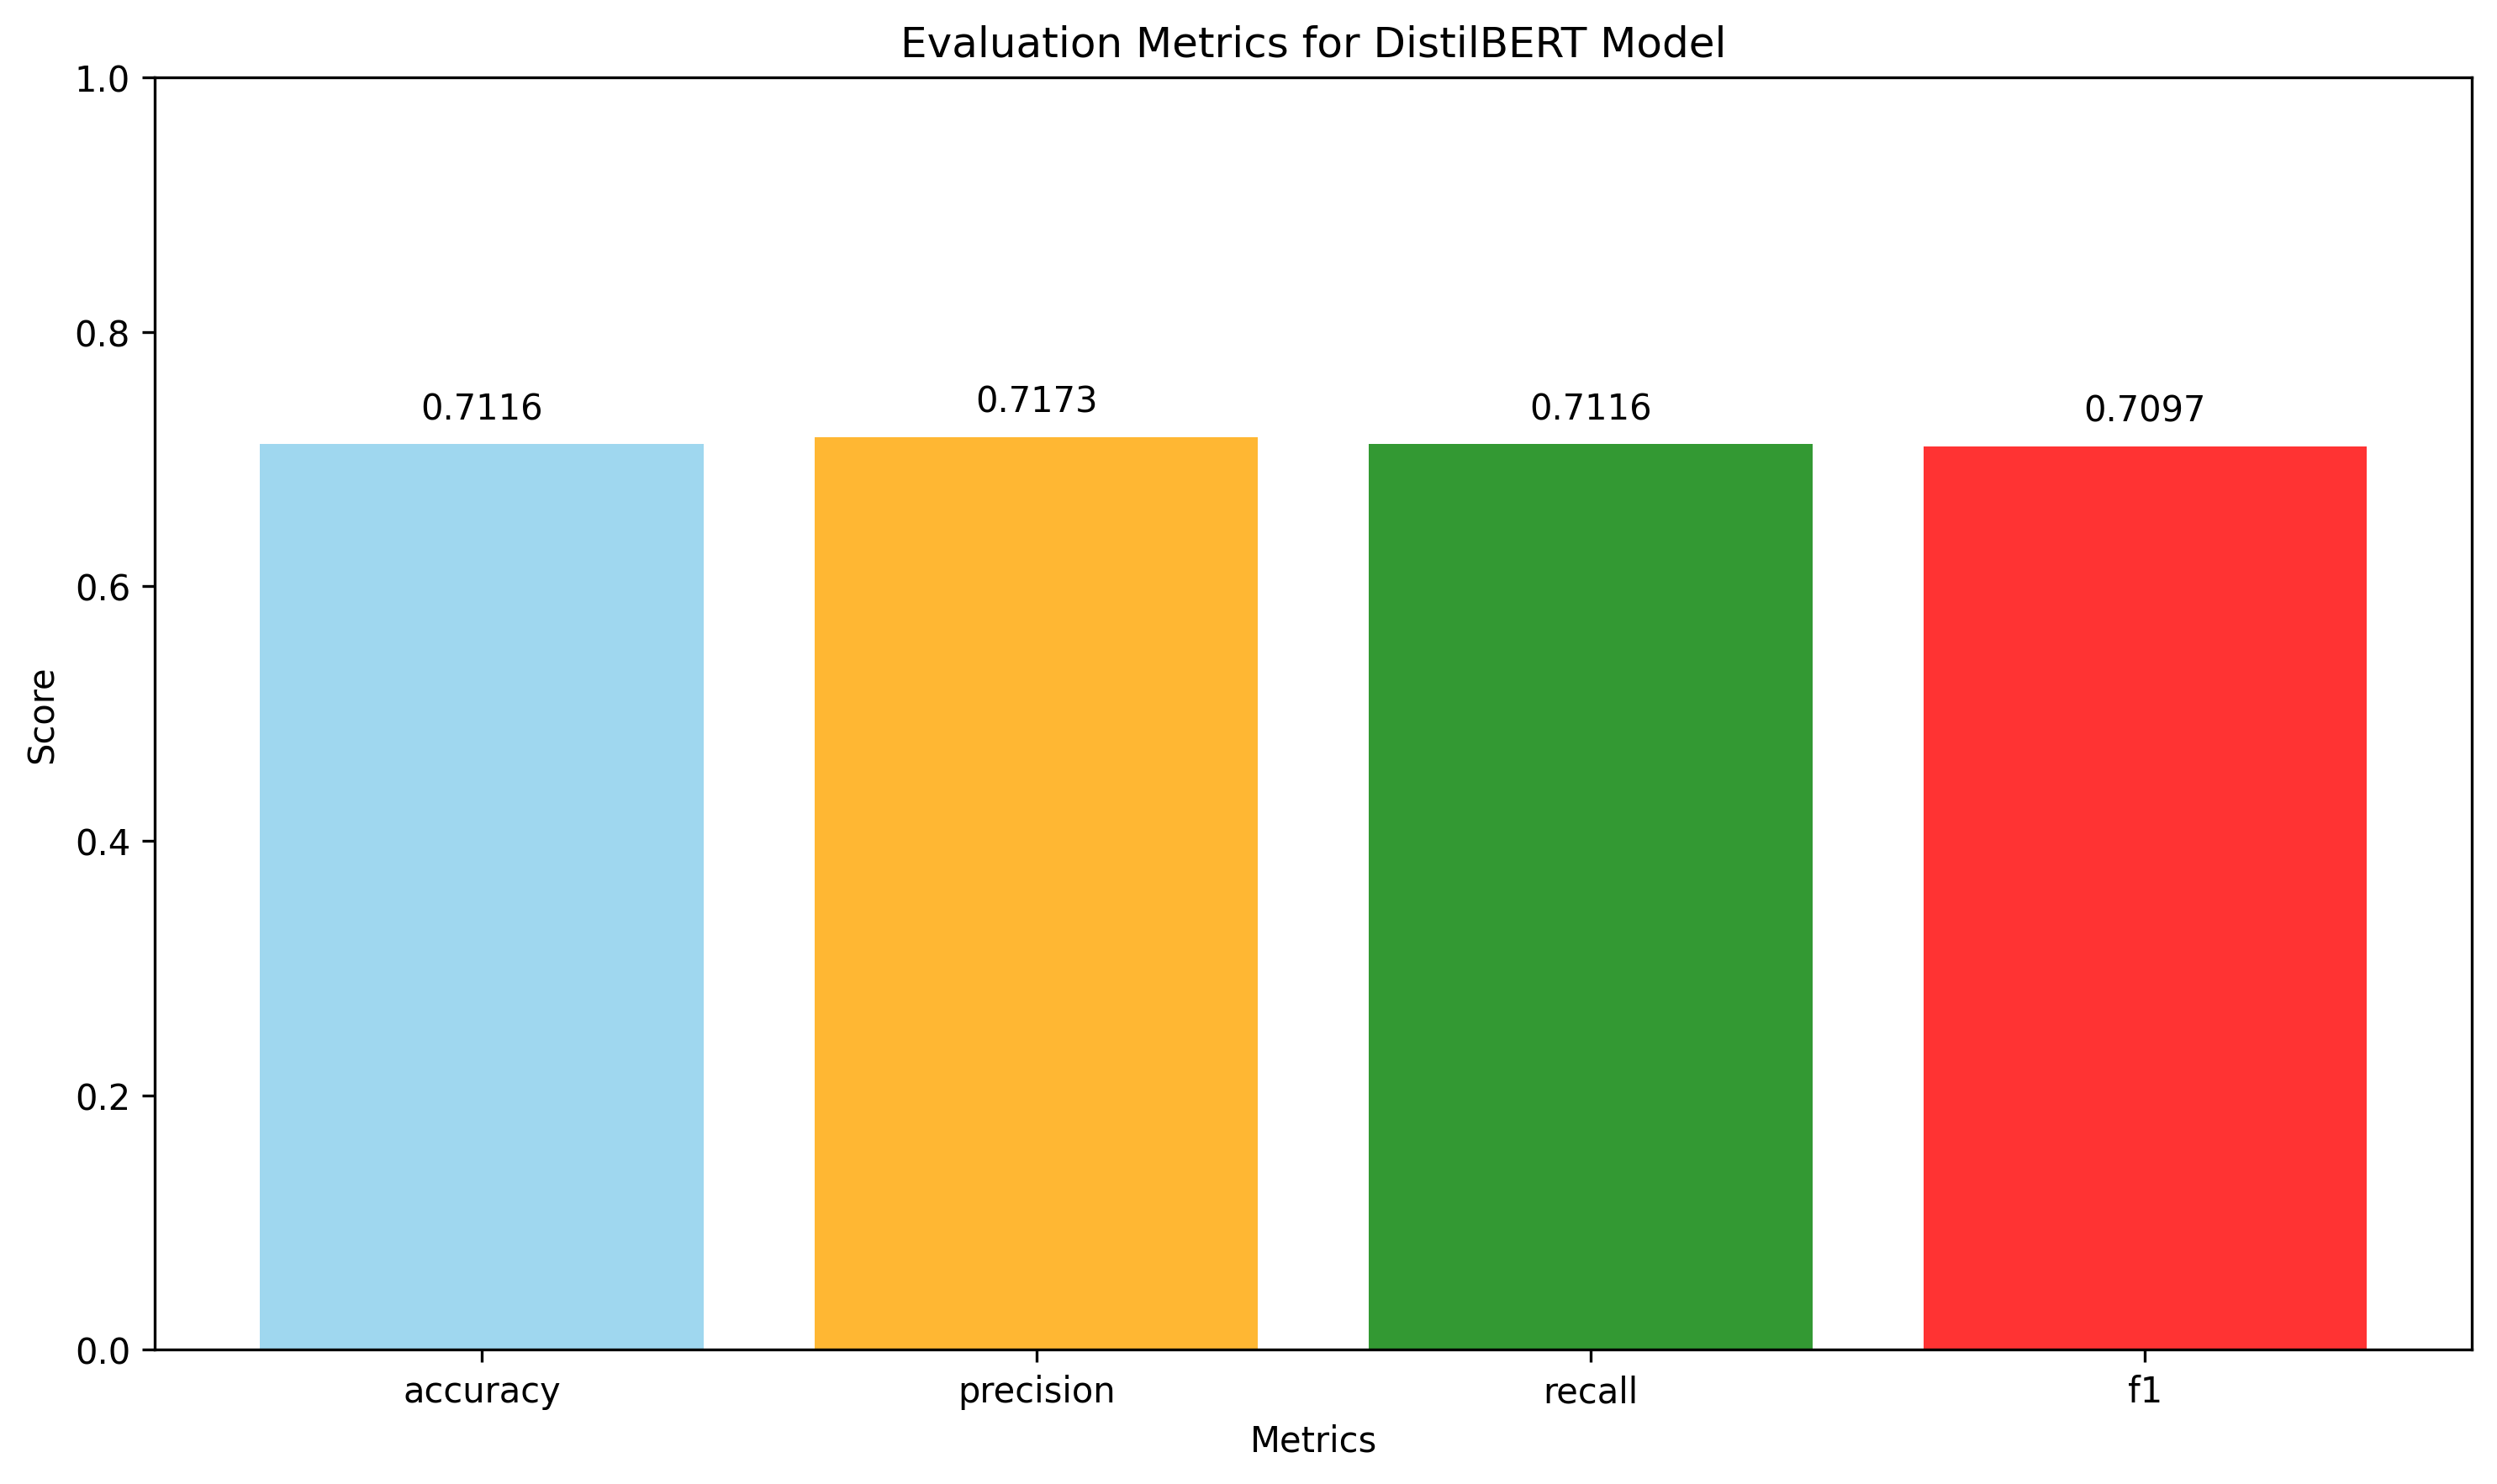 Evaluation Metrics for DistilBERT Model
1.0
0.8
0.6
0.4
0.2
0.0
Score
0.7116
0.7173
0.7116
0.7097
accuracy
precision
recall
f1
Metrics